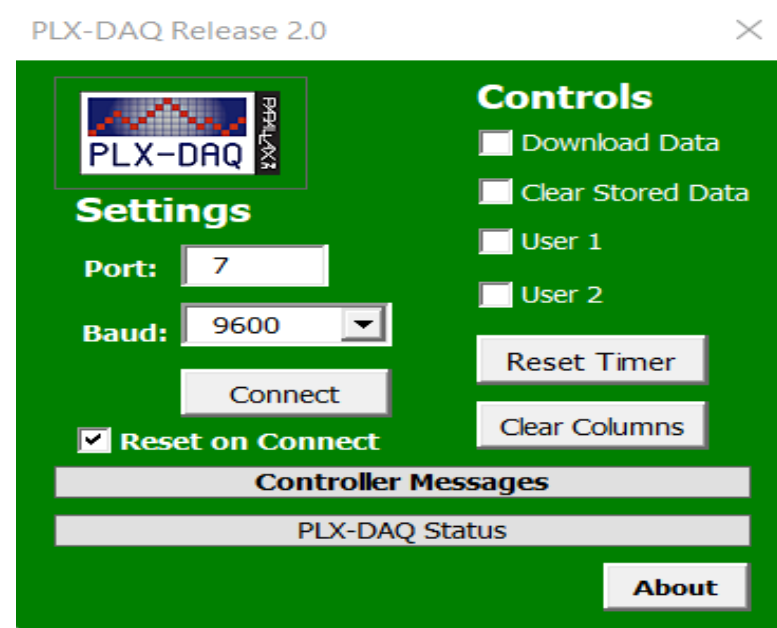 PLX-DAQ Release 2.0
PLX-DAQ
PARALLAX
Settings
Port: 7
Baud: 9600
Connect
Reset on Connect
Controls
Download Data
Clear Stored Data
User 1
User 2
Reset Timer
Clear Columns
Controller Messages
PLX-DAQ Status
About